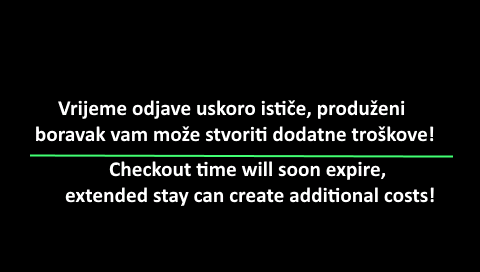 Vrijeme odjave uskoro ističe, produženi
boravak vam može stvoriti dodatne troškove!
Checkout time will soon expire,
extended stay can create additional costs!